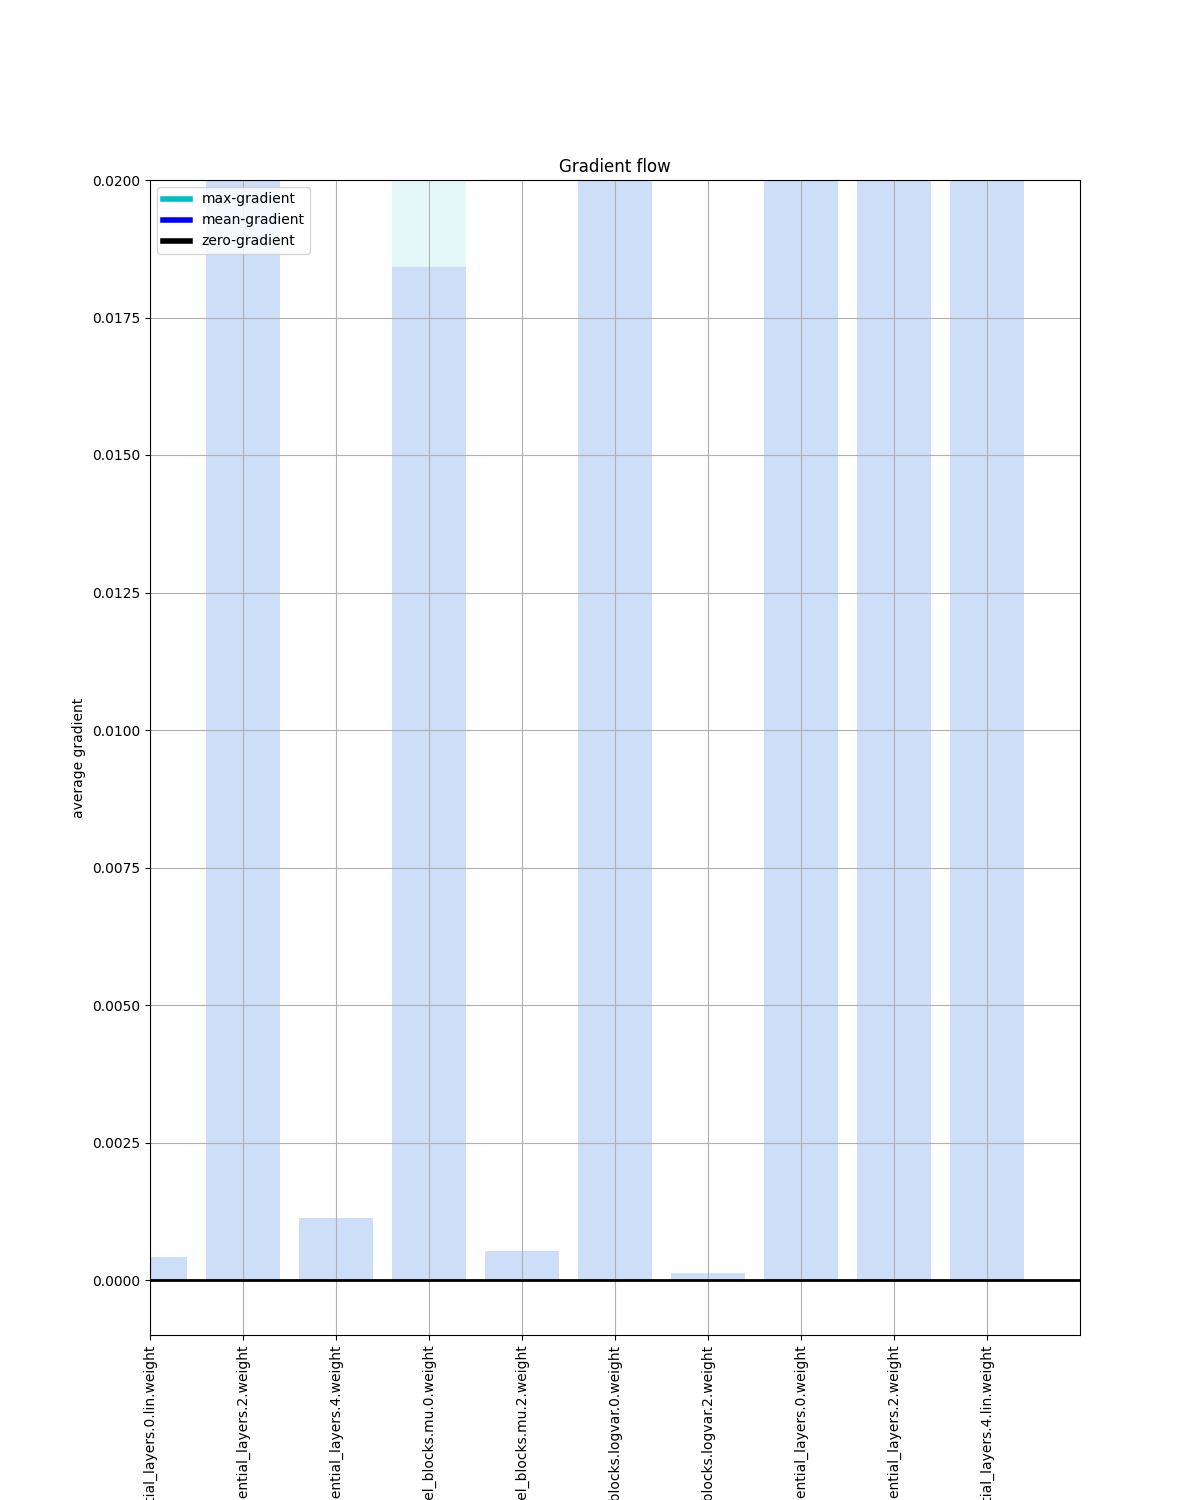 Gradient flow
max-gradient
mean-gradient
zero-gradient
0.0200
0.0175
0.0150
0.0125
0.0100
0.0075
0.0050
0.0025
0.0000
average gradient
tial_layers.0.lin.weight
ential_layers.2.weight
ential_layers.4.weight
el_blocks.mu.0.weight
el_blocks.mu.2.weight
blocks.logvar.0.weight
blocks.logvar.2.weight
ential_layers.0.weight
ential_layers.2.weight
tial_layers.4.lin.weight